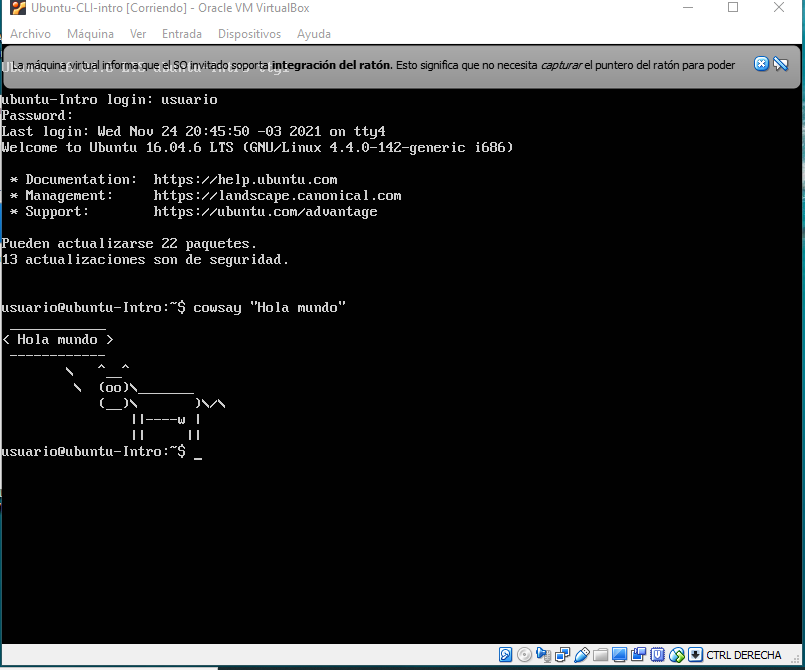 Ubuntu-CLI-intro [Corriendo] - Oracle VM VirtualBox
Archivo Máquina Ver Entrada Dispositivos Ayuda
La máquina virtual informa que el SO invitado soporta integración del ratón. Esto significa que no necesita capturar el puntero del ratón para poder
ubuntu-Intro login: usuario
Password:
Last login: Wed Nov 24 20:45:50 -03 2021 on tty4
Welcome to Ubuntu 16.04.6 LTS (GNU/Linux 4.4.0-142-generic i686)
* Documentation:  https://help.ubuntu.com
* Management:     https://landscape.canonical.com
* Support:        https://ubuntu.com/advantage
Pueden actualizarse 22 paquetes.
13 actualizaciones son de seguridad.
usuario@ubuntu-Intro:~$ cowsay "Hola mundo"
 ____________
< Hola mundo >
 ------------
        \   ^__^
         \  (oo)\_______
            (__)\       )\/\
                ||----w |
                ||     ||
usuario@ubuntu-Intro:~$ _
CTRL DERECHA